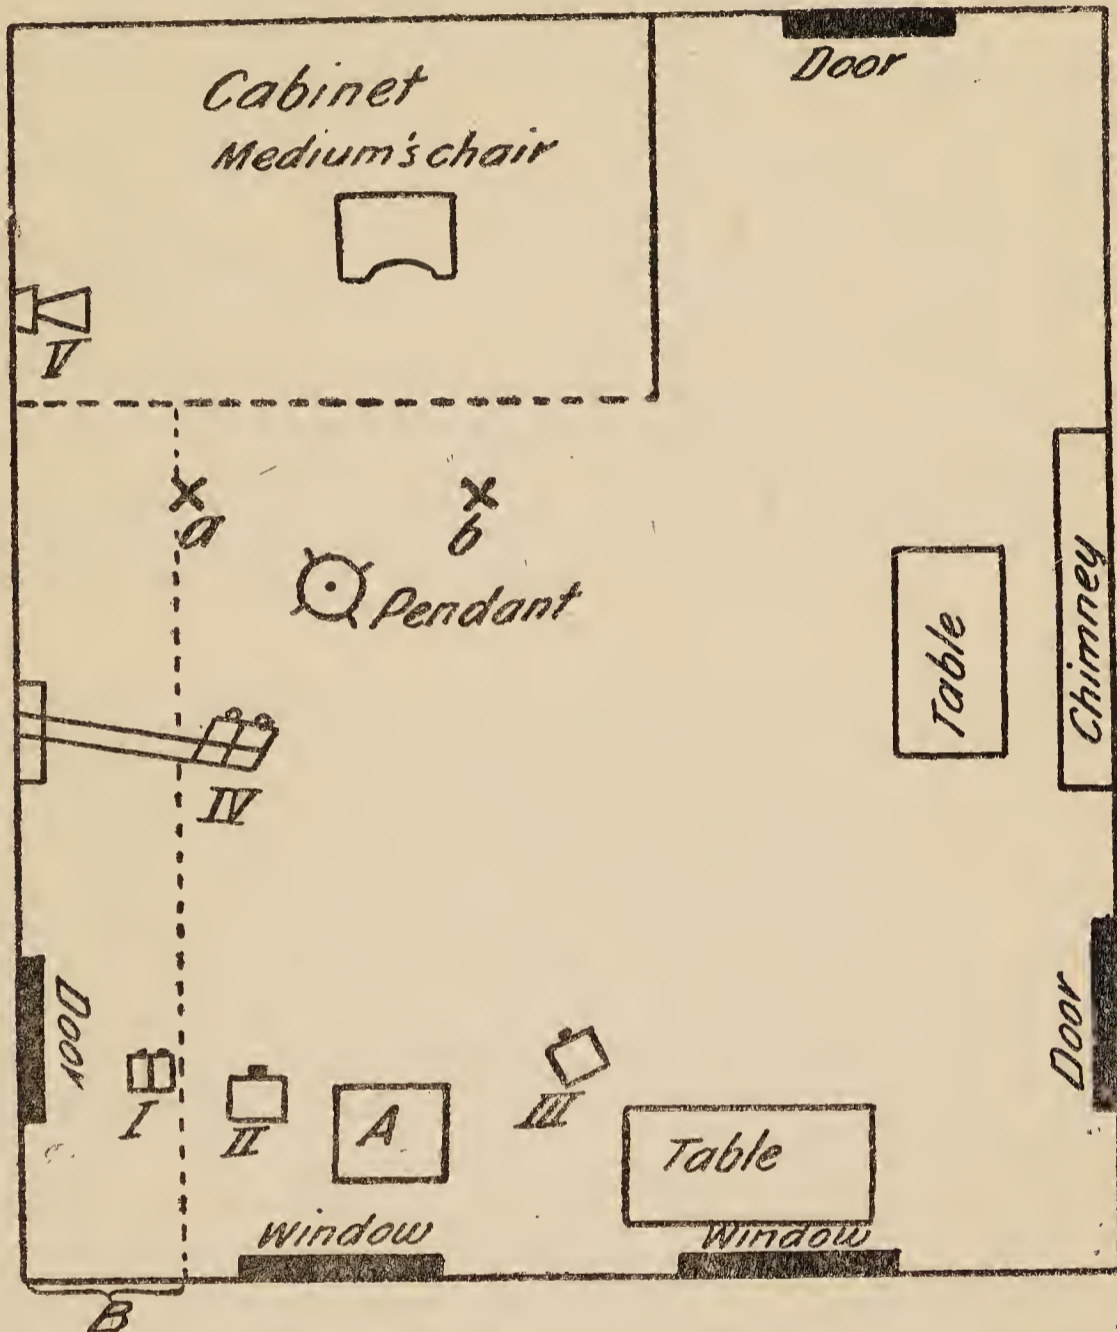 Door
Cabinet
Medium's chair
V
a
b
Pendant
Table
Chimney
IV
Door
Door
I
II
A
III
Table
Window
Window
B